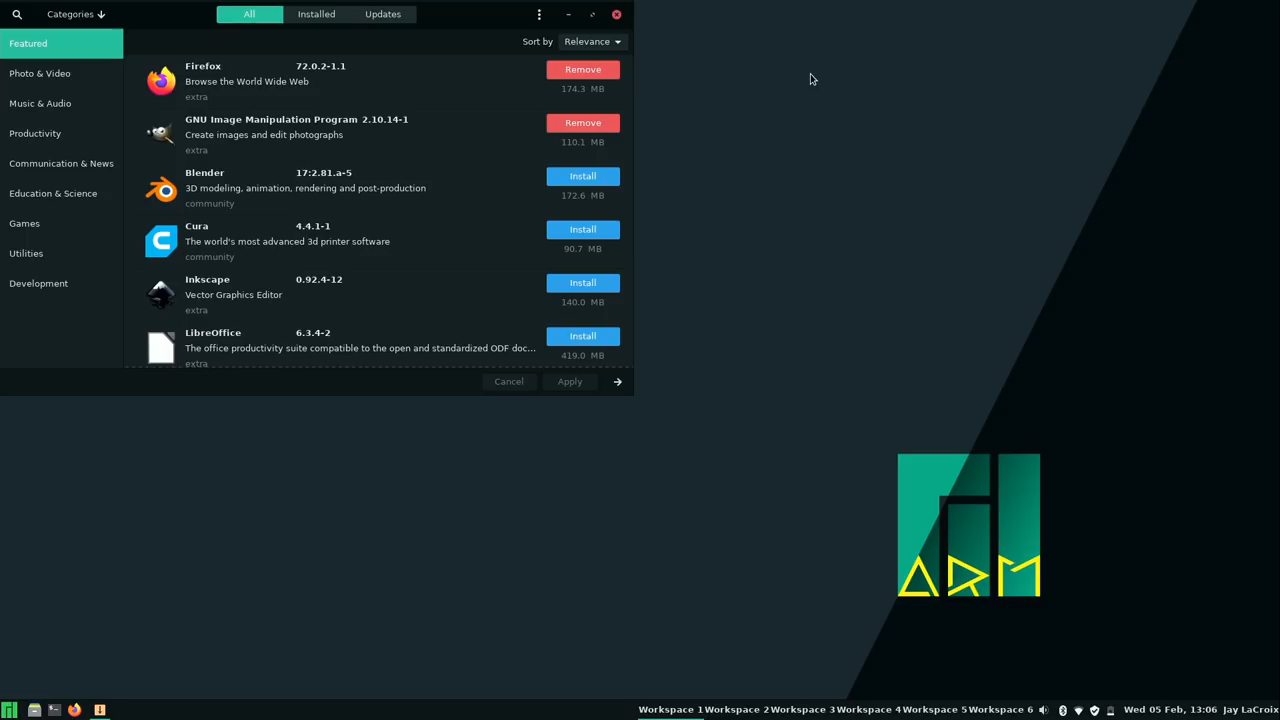 Categories
All
Installed
Updates
Sort by
Relevance
Featured
Photo & Video
Music & Audio
Productivity
Communication & News
Education & Science
Games
Utilities
Development
Firefox 72.0.2-1.1
Remove
Browse the World Wide Web
174.3 MB
extra
GNU Image Manipulation Program 2.10.14-1
Remove
Create images and edit photographs
110.1 MB
extra
Blender 17:2.81.a-5
Install
3D modeling, animation, rendering and post-production
172.6 MB
community
Cura 4.4.1-1
Install
The world's most advanced 3d printer software
90.7 MB
community
Inkscape 0.92.4-12
Install
Vector Graphics Editor
140.0 MB
extra
LibreOffice 6.3.4-2
Install
The office productivity suite compatible to the open and standardized ODF doc...
419.0 MB
extra
Cancel
Apply
ARM
Workspace 1 Workspace 2 Workspace 3 Workspace 4 Workspace 5 Workspace 6 Wed 05 Feb, 13:06 Jay LaCroix